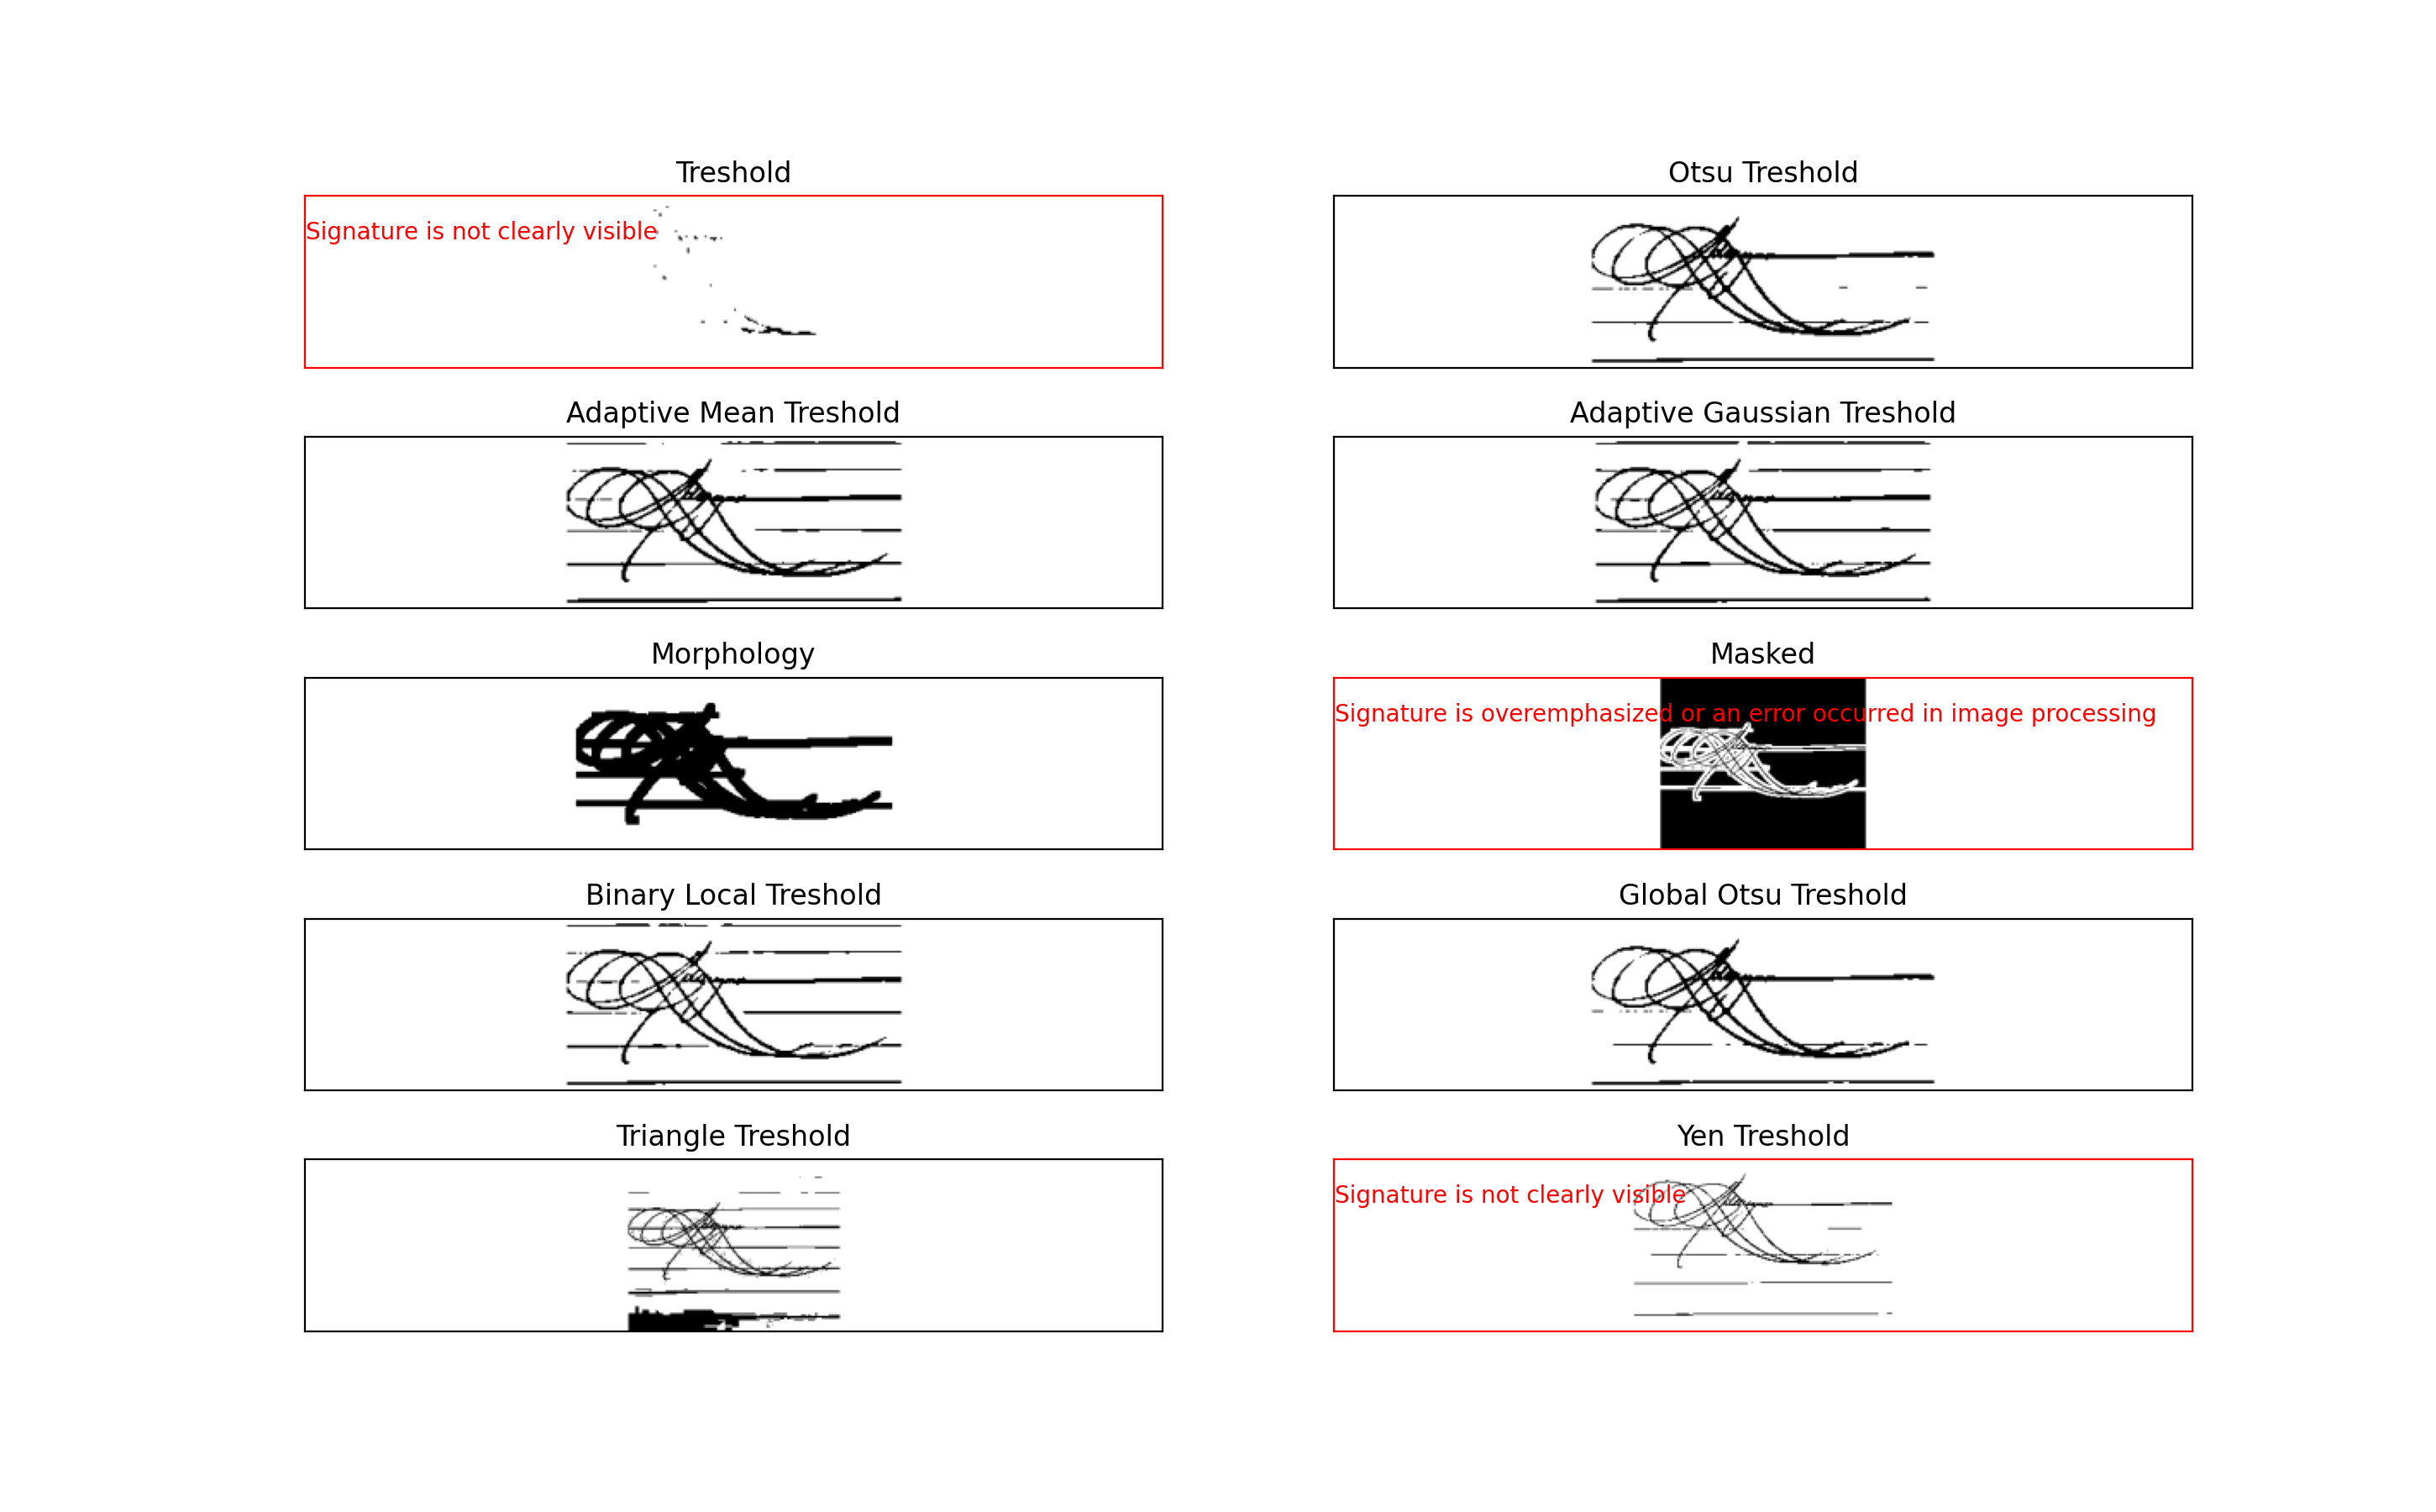 Treshold
Signature is not clearly visible
Otsu Treshold
Adaptive Mean Treshold
Adaptive Gaussian Treshold
Morphology
Masked
Signature is overemphasized or an error occurred in image processing
Binary Local Treshold
Global Otsu Treshold
Triangle Treshold
Yen Treshold
Signature is not clearly visible